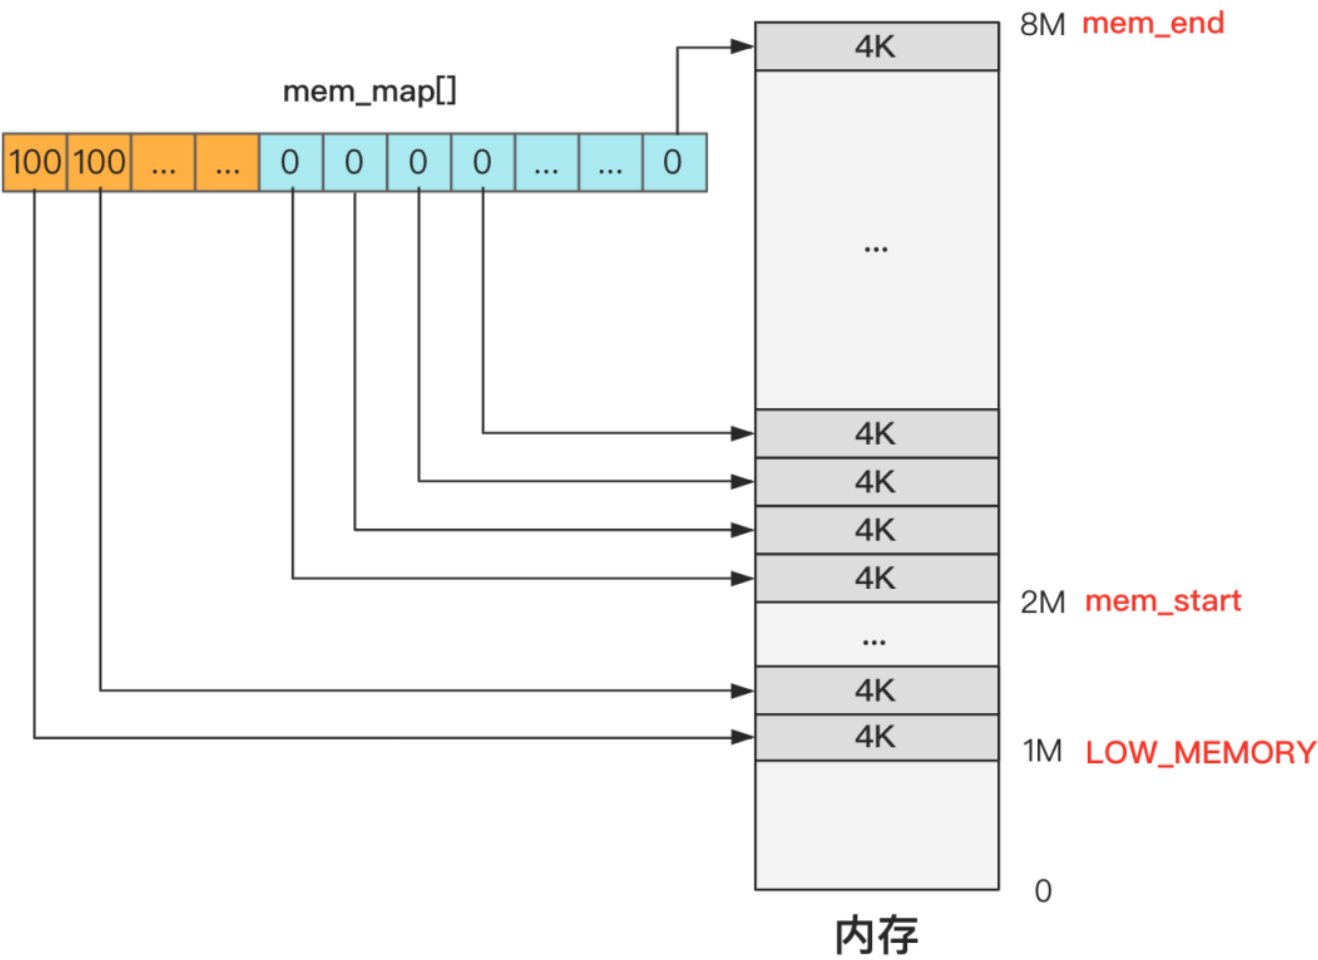 8M mem_end
4K
mem_map[]
100 100 ... ... 0 0 0 0 ... ... 0
...
4K
4K
4K
4K
2M mem_start
...
4K
4K
1M LOW_MEMORY
0
内存